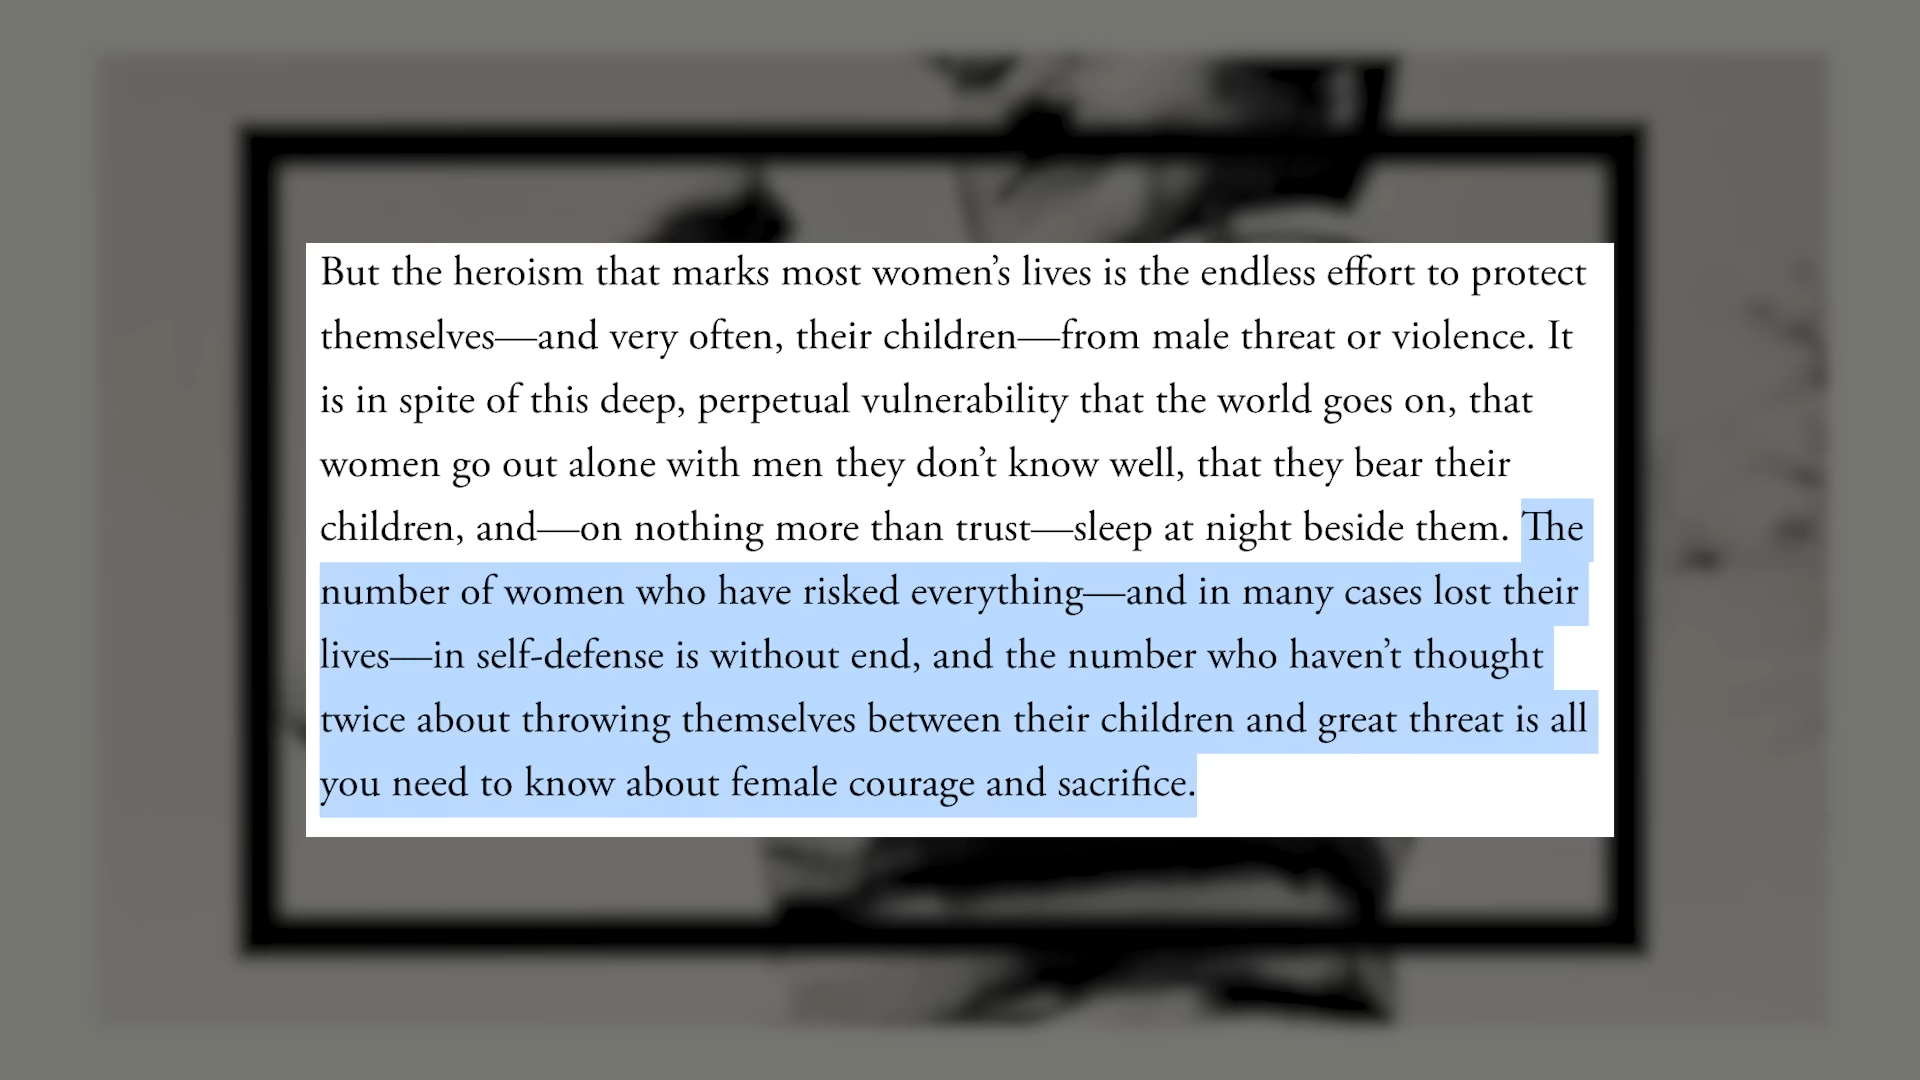 But the heroism that marks most women’s lives is the endless effort to protect
themselves—and very often, their children—from male threat or violence. It
is in spite of this deep, perpetual vulnerability that the world goes on, that
women go out alone with men they don’t know well, that they bear their
children, and—on nothing more than trust—sleep at night beside them. The
number of women who have risked everything—and in many cases lost their
lives—in self-defense is without end, and the number who haven’t thought
twice about throwing themselves between their children and great threat is all
you need to know about female courage and sacrifice.